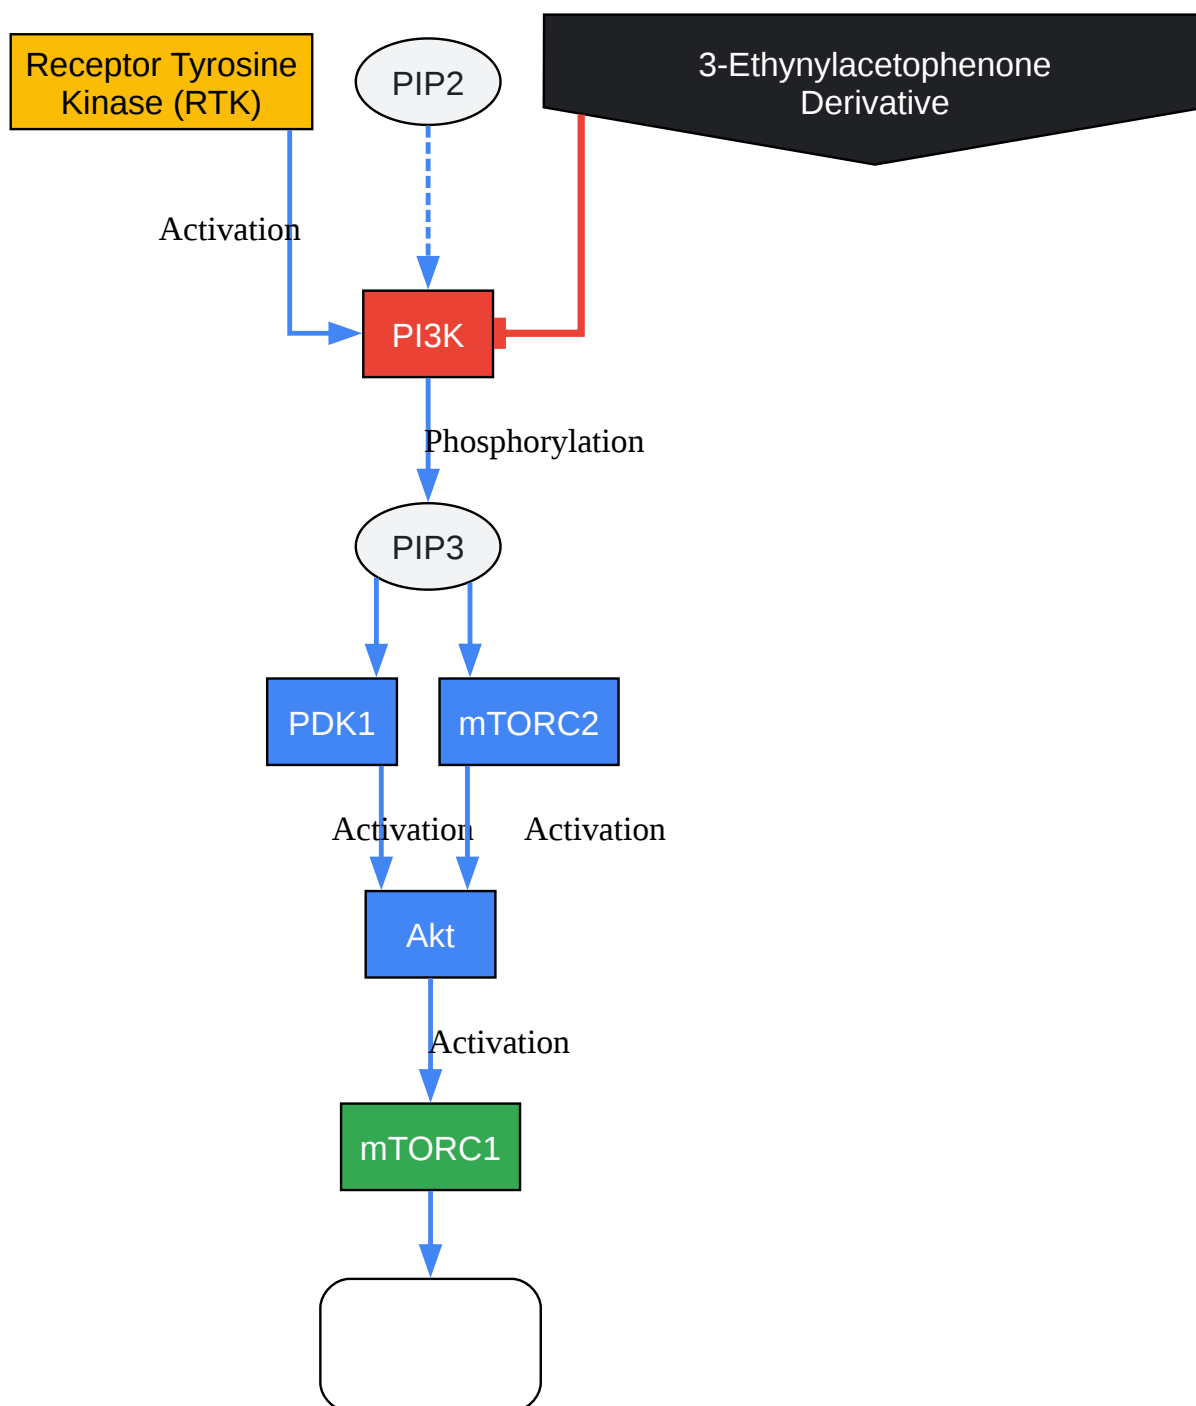 Receptor Tyrosine
Kinase (RTK)
PIP2
3-Ethynylacetophenone
Derivative
Activation
PI3K
Phosphorylation
PIP3
PDK1
mTORC2
Activation
Activation
Akt
Activation
mTORC1